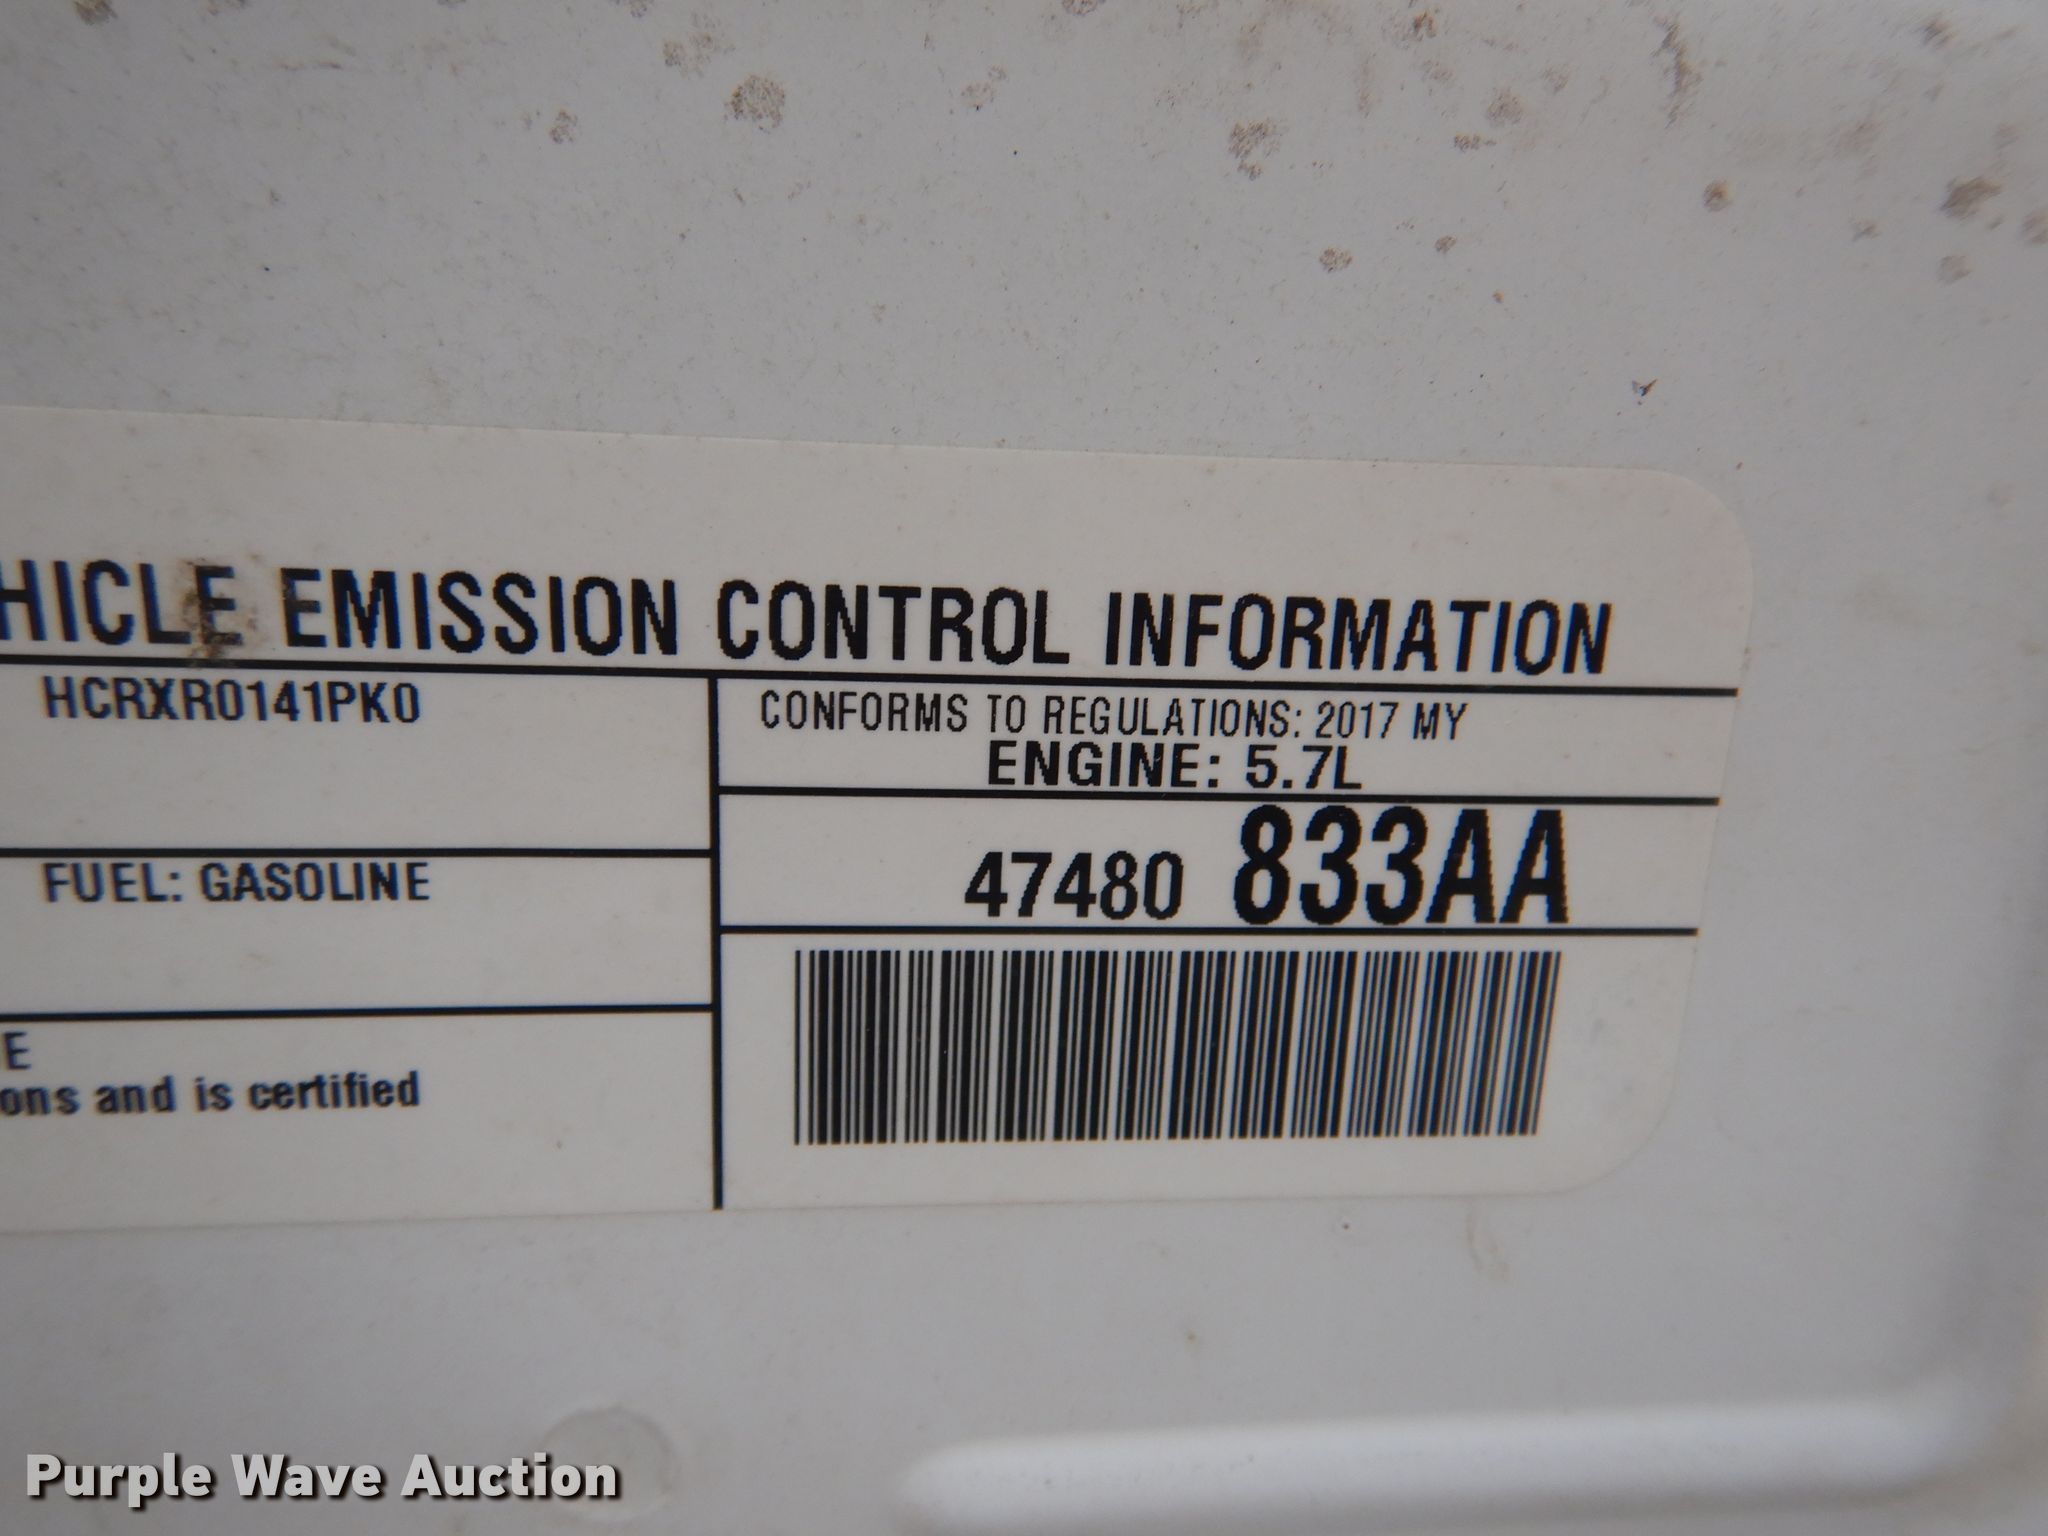 HICLE EMISSION CONTROL INFORMATION
HCRXR0141PK0
CONFORMS TO REGULATIONS: 2017 MY
ENGINE: 5.7L
FUEL: GASOLINE
47480 833AA
E
ons and is certified
Purple Wave Auction